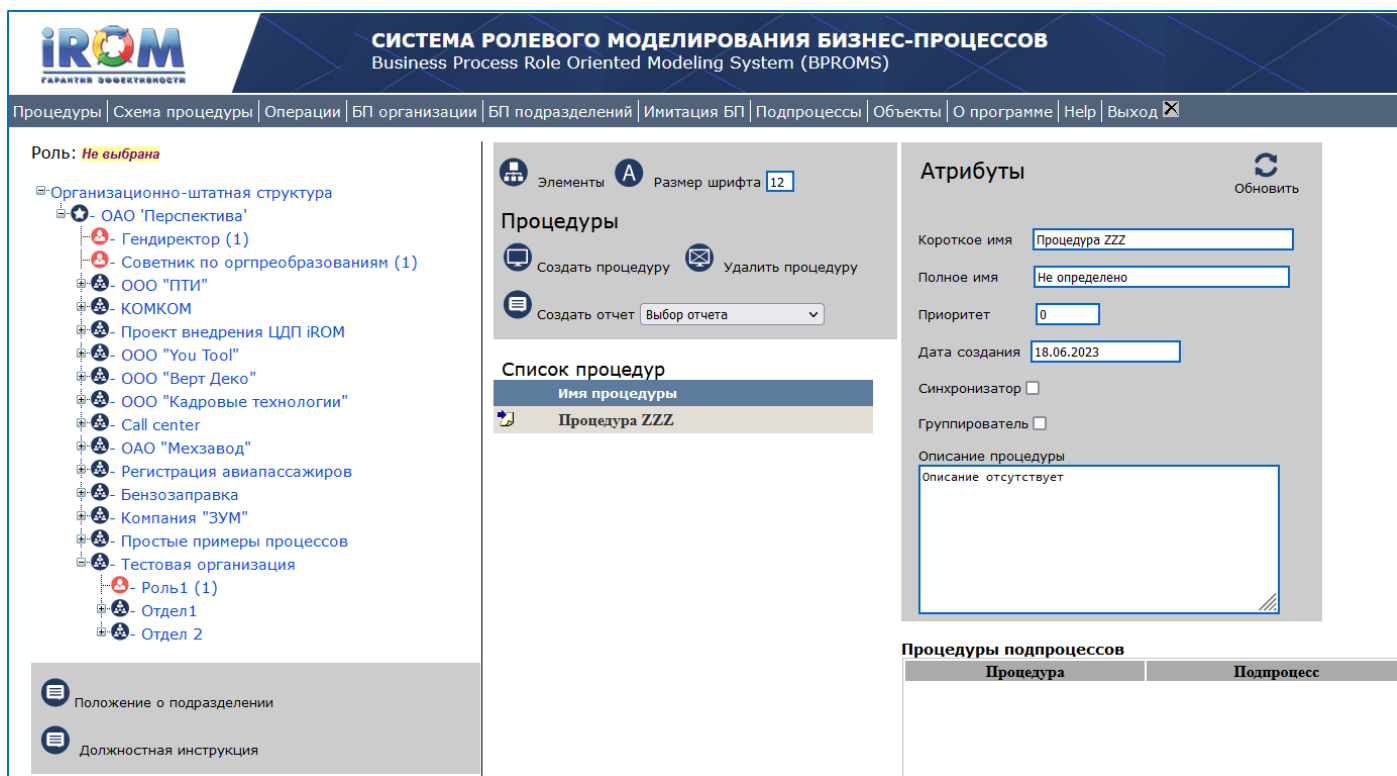 iROM
ГАРАНТИЯ ЭФФЕКТИВНОСТИ
СИСТЕМА РОЛЕВОГО МОДЕЛИРОВАНИЯ БИЗНЕС-ПРОЦЕССОВ
Business Process Role Oriented Modeling System (BPROMS)
Процедуры | Схема процедуры | Операции | БП организации | БП подразделений | Имитация БП | Подпроцессы | Объекты | О программе | Help | Выход
Роль: Не выбрана
Организационно-штатная структура
- ОАО 'Перспектива'
- Гендиректор (1)
- Советник по оргпреобразованиям (1)
- ООО "ПТИ"
- КОМКОМ
- Проект внедрения ЦДП iROM
- ООО "You Tool"
- ООО "Верт Деко"
- ООО "Кадровые технологии"
- Call center
- ОАО "Мехзавод"
- Регистрация авиапассажиров
- Бензозаправка
- Компания "ЗУМ"
- Простые примеры процессов
- Тестовая организация
- Роль1 (1)
- Отдел1
- Отдел 2
Положение о подразделении
Должностная инструкция
Элементы A Размер шрифта 12
Процедуры
Создать процедуру Удалить процедуру
Создать отчет Выбор отчета
Список процедур
Имя процедуры
Процедура ZZZ
Атрибуты
Обновить
Короткое имя Процедура ZZZ
Полное имя Не определено
Приоритет 0
Дата создания 18.06.2023
Синхронизатор
Группирователь
Описание процедуры
Описание отсутствует
Процедуры подпроцессов
Процедура Подпроцесс